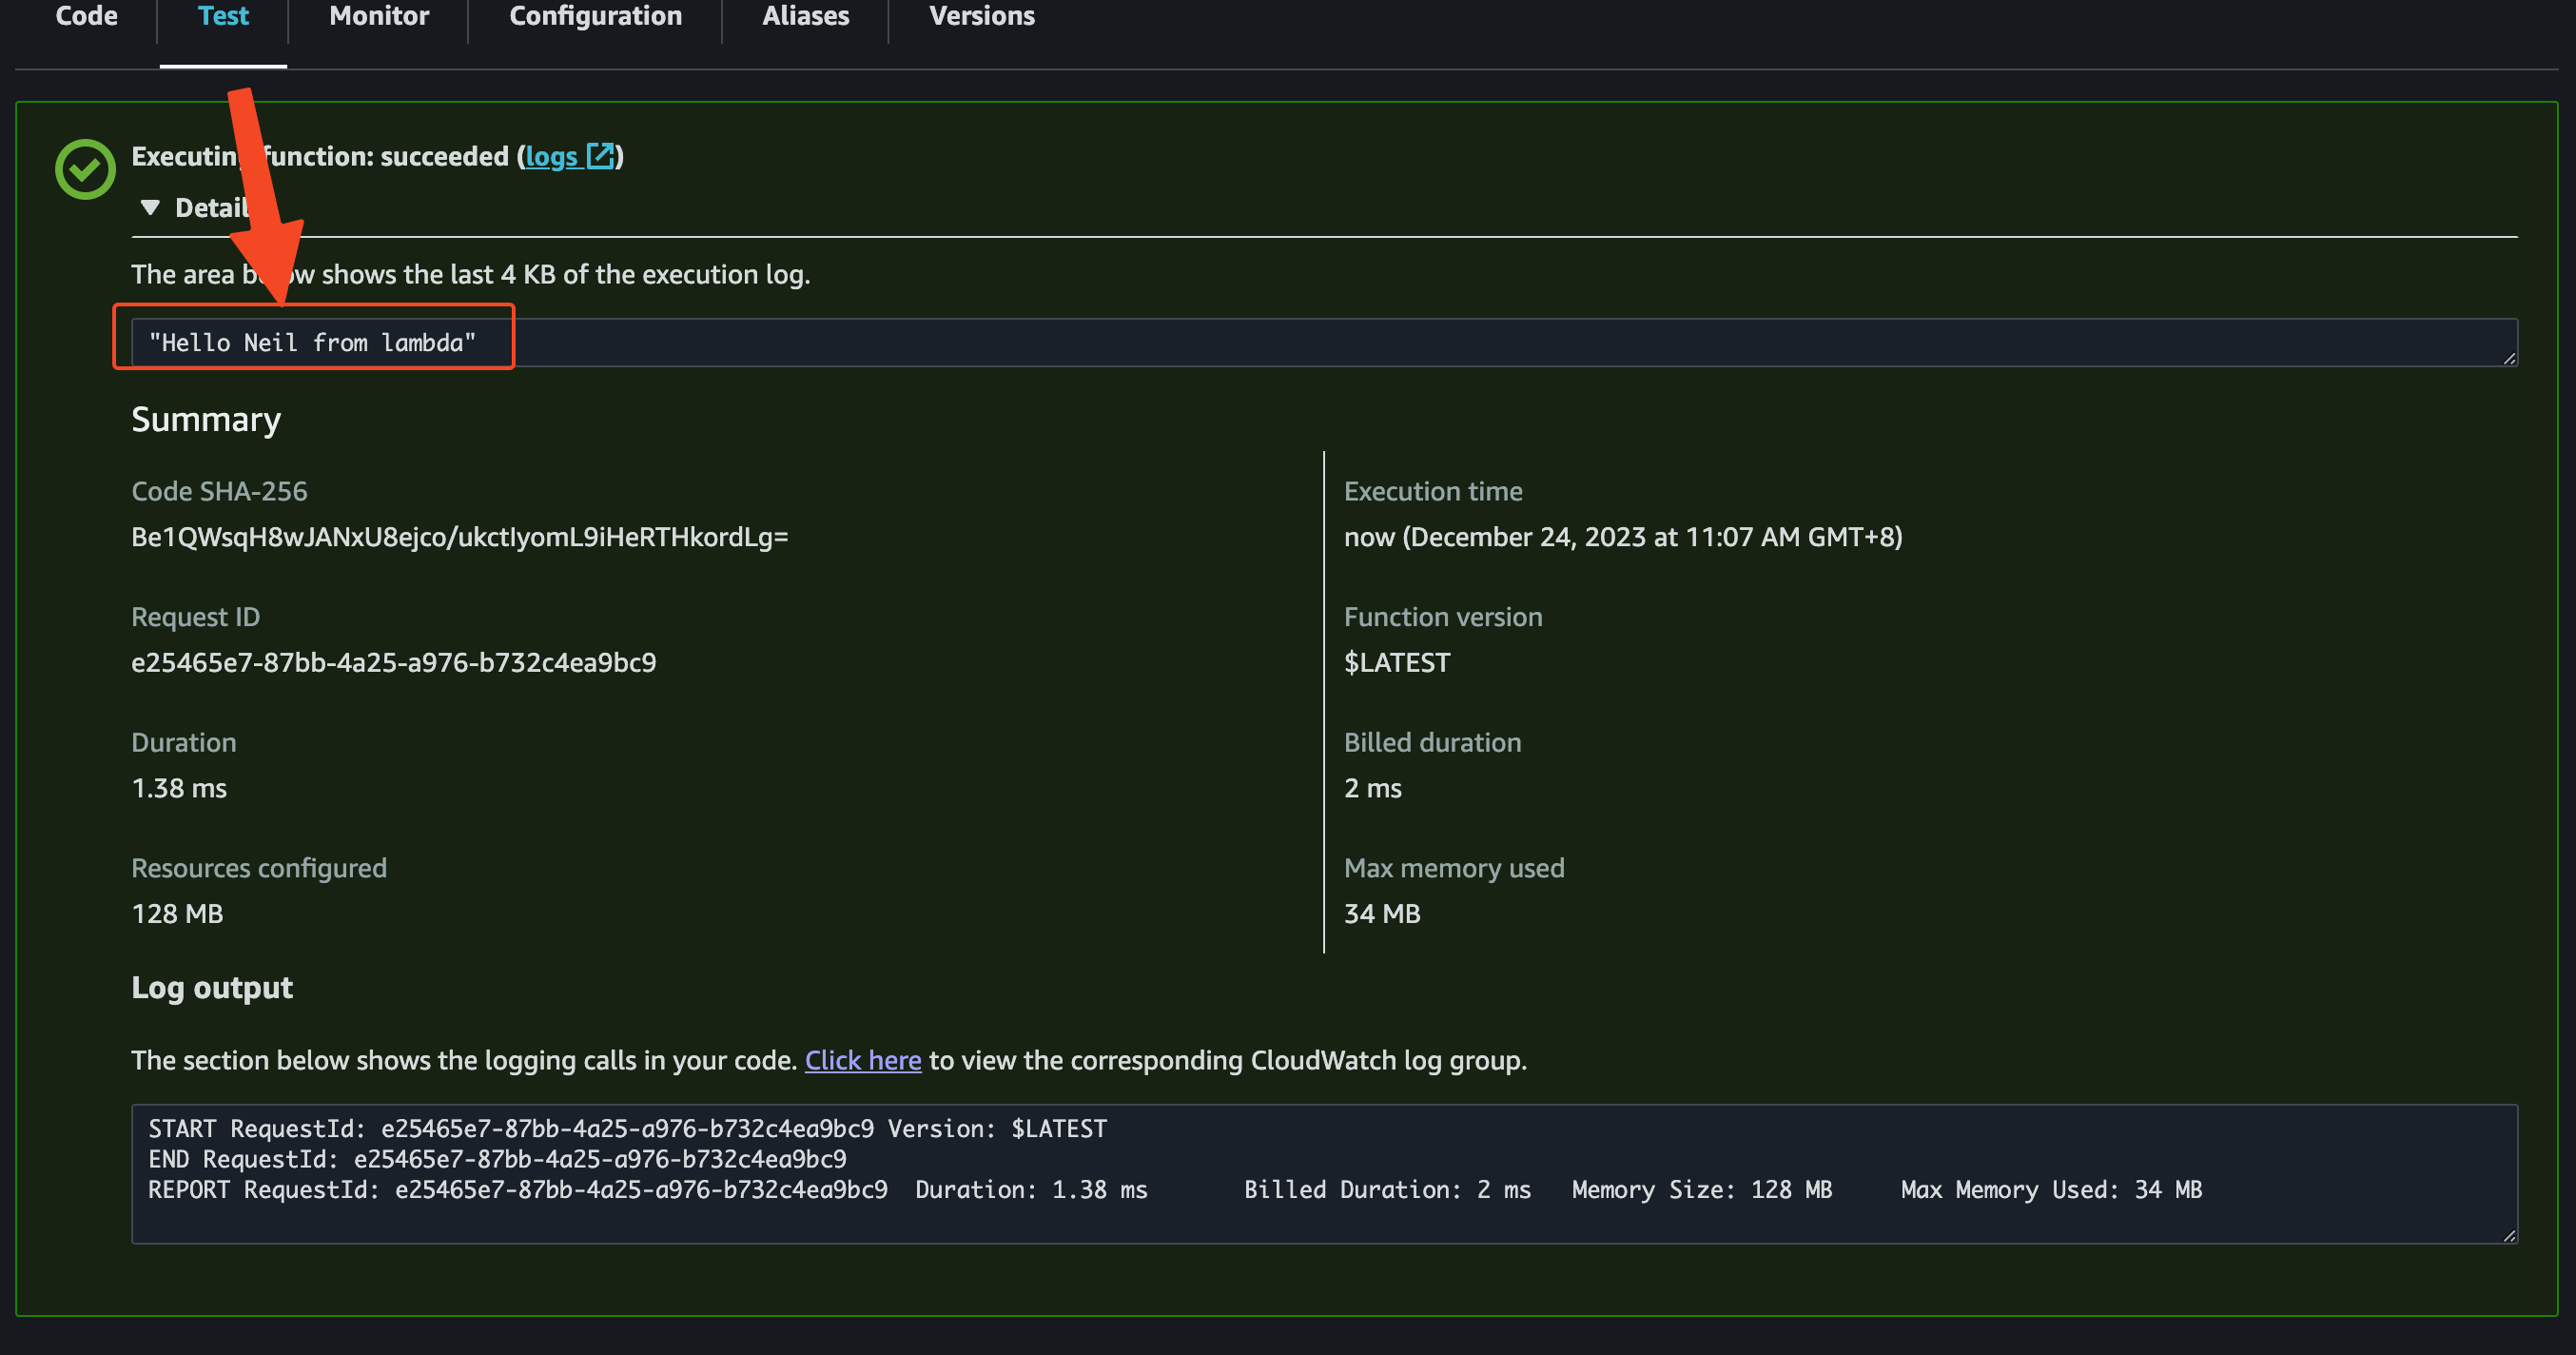 Code Test Monitor Configuration Aliases Versions
Executing function: succeeded (logs)
Detail
The area below shows the last 4 KB of the execution log.
"Hello Neil from lambda"
Summary
Code SHA-256
Be1QWsqH8wJANxU8ejco/ukctIyomL9iHeRTHkordLg=
Execution time
now (December 24, 2023 at 11:07 AM GMT+8)
Request ID
e25465e7-87bb-4a25-a976-b732c4ea9bc9
Function version
$LATEST
Duration
1.38 ms
Billed duration
2 ms
Resources configured
128 MB
Max memory used
34 MB
Log output
The section below shows the logging calls in your code. Click here to view the corresponding CloudWatch log group.
START RequestId: e25465e7-87bb-4a25-a976-b732c4ea9bc9 Version: $LATEST
END RequestId: e25465e7-87bb-4a25-a976-b732c4ea9bc9
REPORT RequestId: e25465e7-87bb-4a25-a976-b732c4ea9bc9 Duration: 1.38 ms Billed Duration: 2 ms Memory Size: 128 MB Max Memory Used: 34 MB